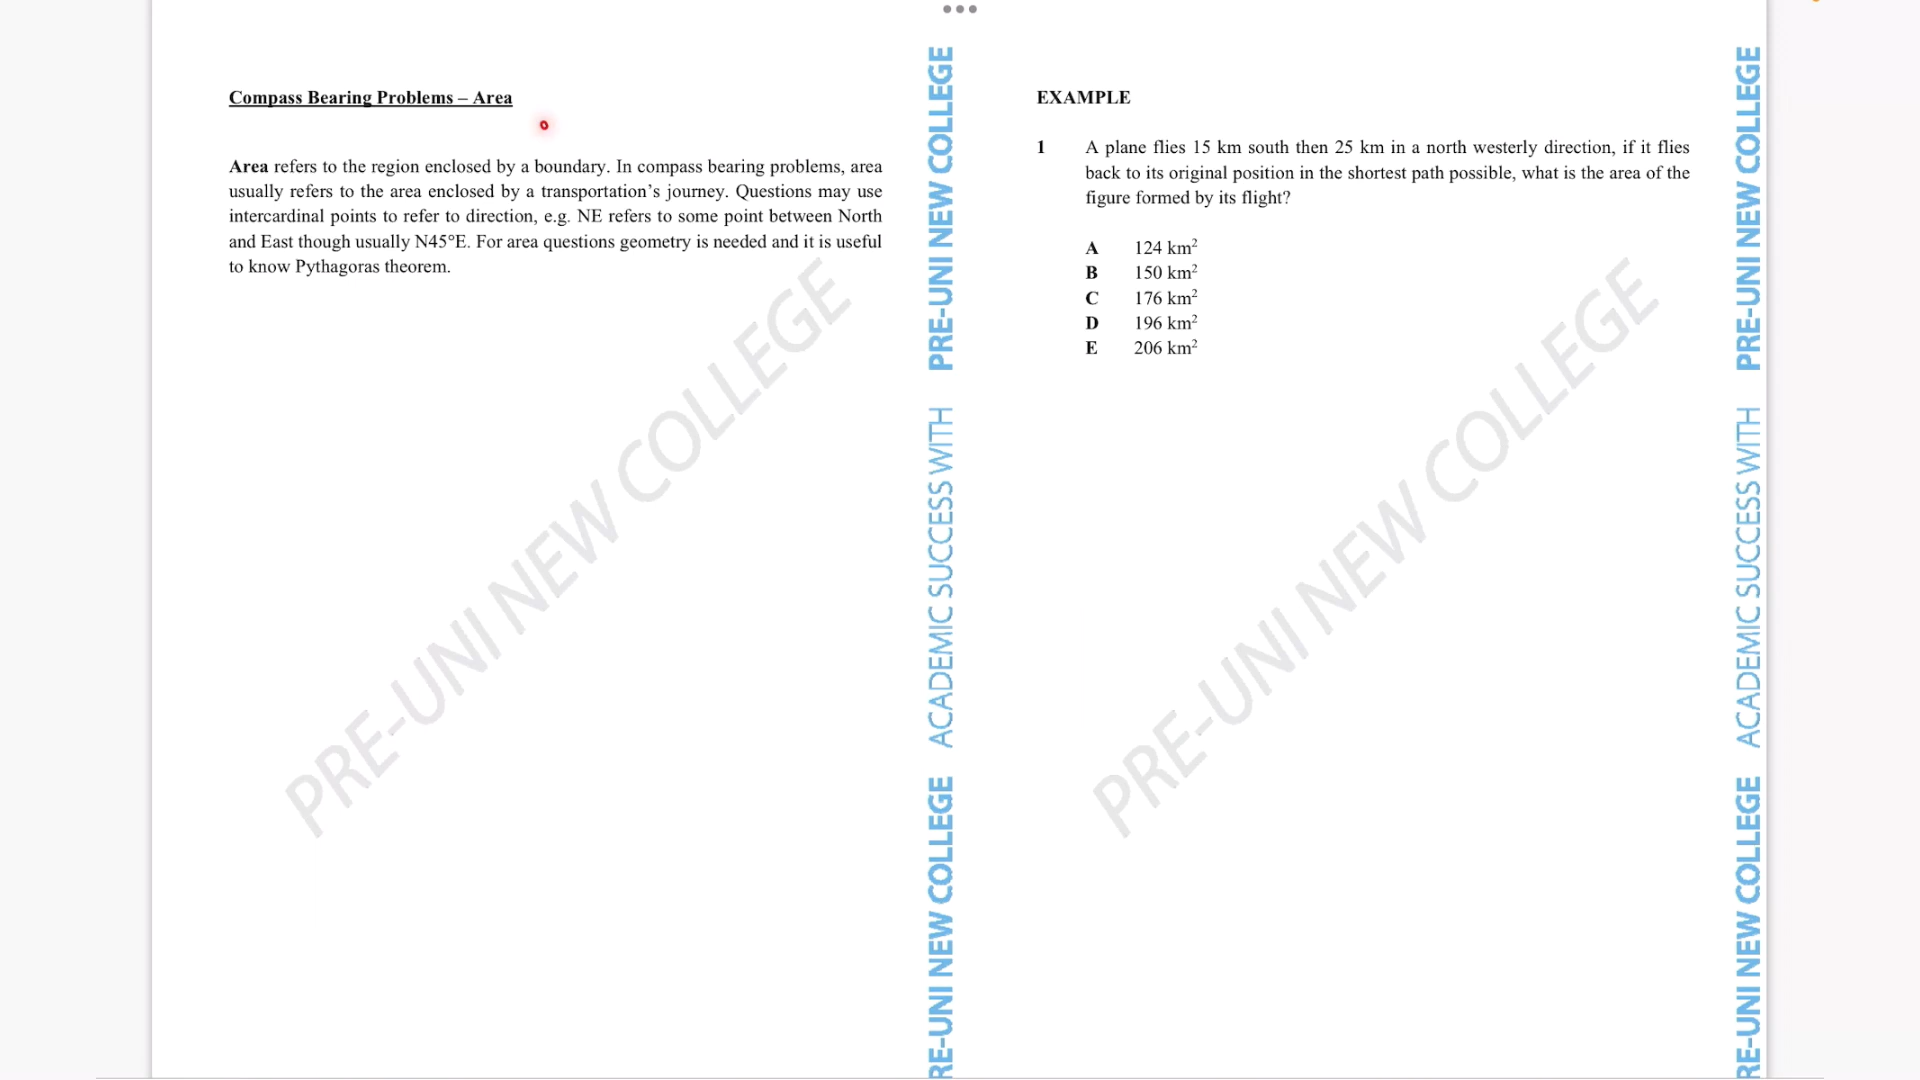 Compass Bearing Problems – Area
Area refers to the region enclosed by a boundary. In compass bearing problems, area
usually refers to the area enclosed by a transportation’s journey. Questions may use
intercardinal points to refer to direction, e.g. NE refers to some point between North
and East though usually N45°E. For area questions geometry is needed and it is useful
to know Pythagoras theorem.
PRE-UNI NEW COLLEGE
PRE-UNI NEW COLLEGE
ACADEMIC SUCCESS WITH
RE-UNI NEW COLLEGE
EXAMPLE
1 A plane flies 15 km south then 25 km in a north westerly direction, if it flies
back to its original position in the shortest path possible, what is the area of the
figure formed by its flight?
A 124 km²
B 150 km²
C 176 km²
D 196 km²
E 206 km²
PRE-UNI NEW COLLEGE
PRE-UNI NEW COLLEGE
ACADEMIC SUCCESS WITH
RE-UNI NEW COLLEGE